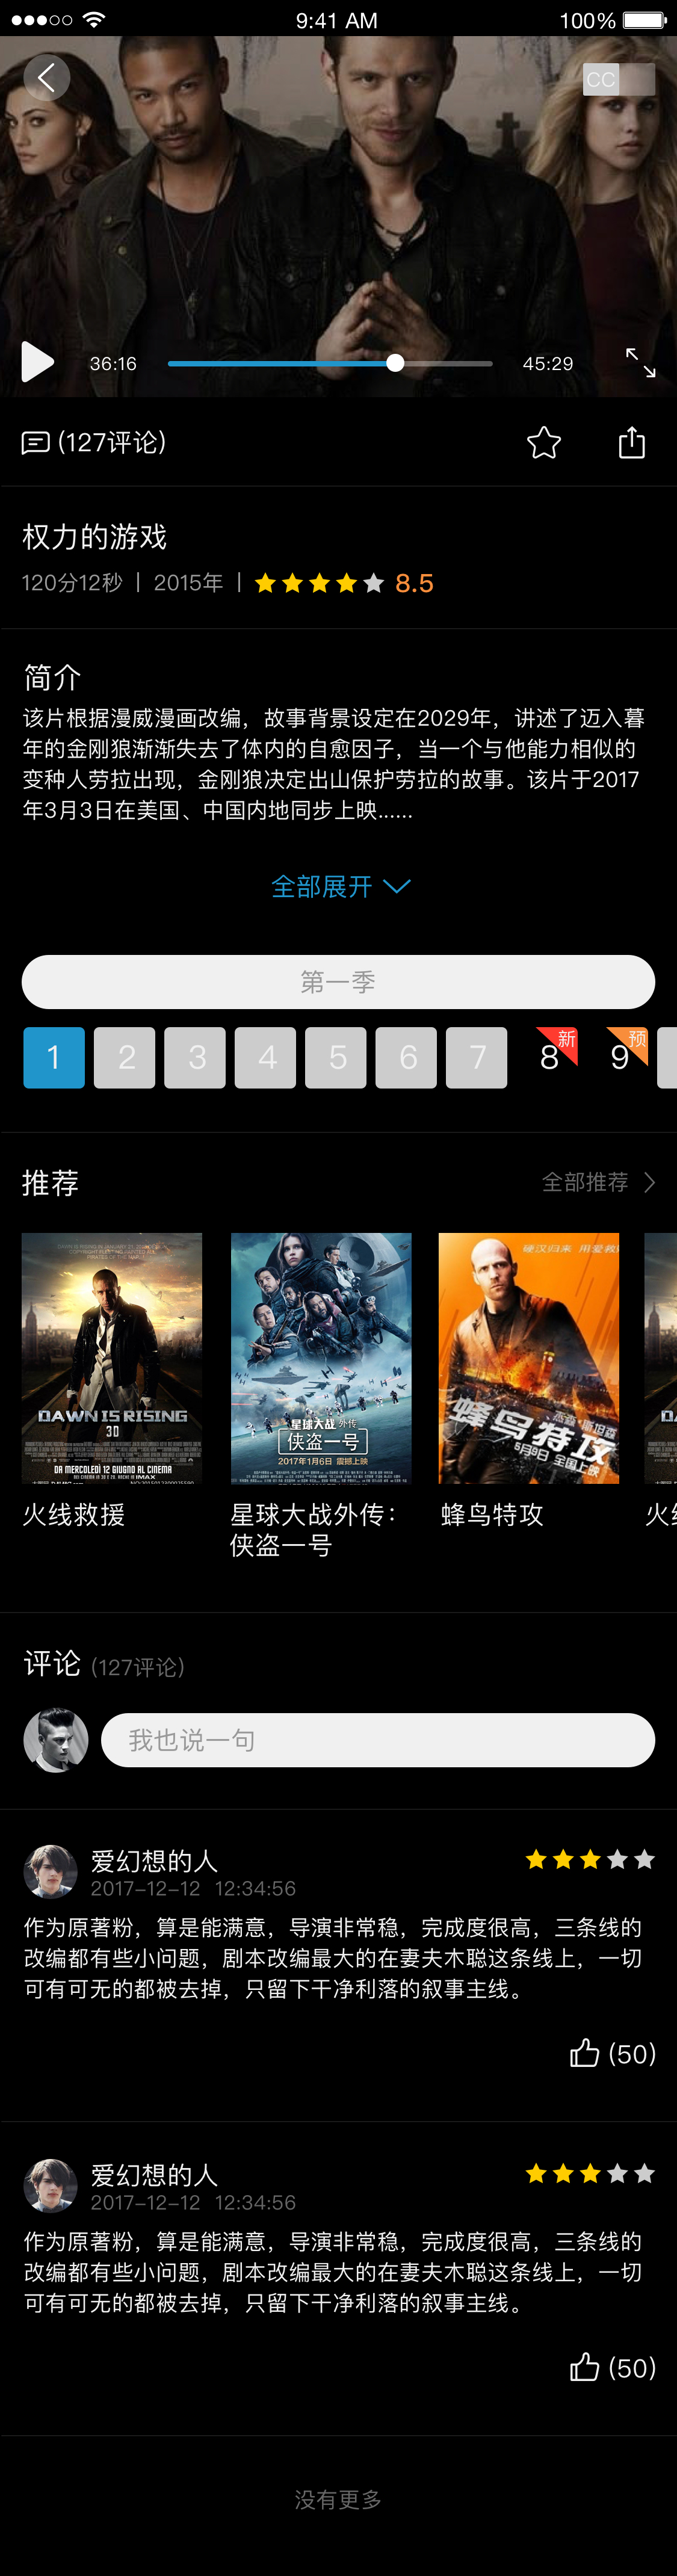 9:41 AM 100%
CC
36:16 45:29
(127评论)
权力的游戏
120分12秒 | 2015年 | 8.5
简介
该片根据漫威漫画改编，故事背景设定在2029年，讲述了迈入暮
年的金刚狼渐渐失去了体内的自愈因子，当一个与他能力相似的
变种人劳拉出现，金刚狼决定出山保护劳拉的故事。该片于2017
年3月3日在美国、中国内地同步上映......
全部展开
第一季
1 2 3 4 5 6 7 8 新 9 预
推荐 全部推荐
DAWN IS RISING
3D
DA MERCOLEDÌ 12 GIUGNO AL CINEMA
星球大战 外传
侠盗一号
2017年1月6日 震撼上映
硬汉归来 用爱救
蜂鸟特攻
5月9日 全国上映
火线救援 星球大战外传：
侠盗一号
蜂鸟特攻
评论 (127评论)
我也说一句
爱幻想的人
2017-12-12 12:34:56
作为原著粉，算是能满意，导演非常稳，完成度很高，三条线的
改编都有些小问题，剧本改编最大的在妻夫木聪这条线上，一切
可有可无的都被去掉，只留下干净利落的叙事主线。
(50)
爱幻想的人
2017-12-12 12:34:56
作为原著粉，算是能满意，导演非常稳，完成度很高，三条线的
改编都有些小问题，剧本改编最大的在妻夫木聪这条线上，一切
可有可无的都被去掉，只留下干净利落的叙事主线。
(50)
没有更多